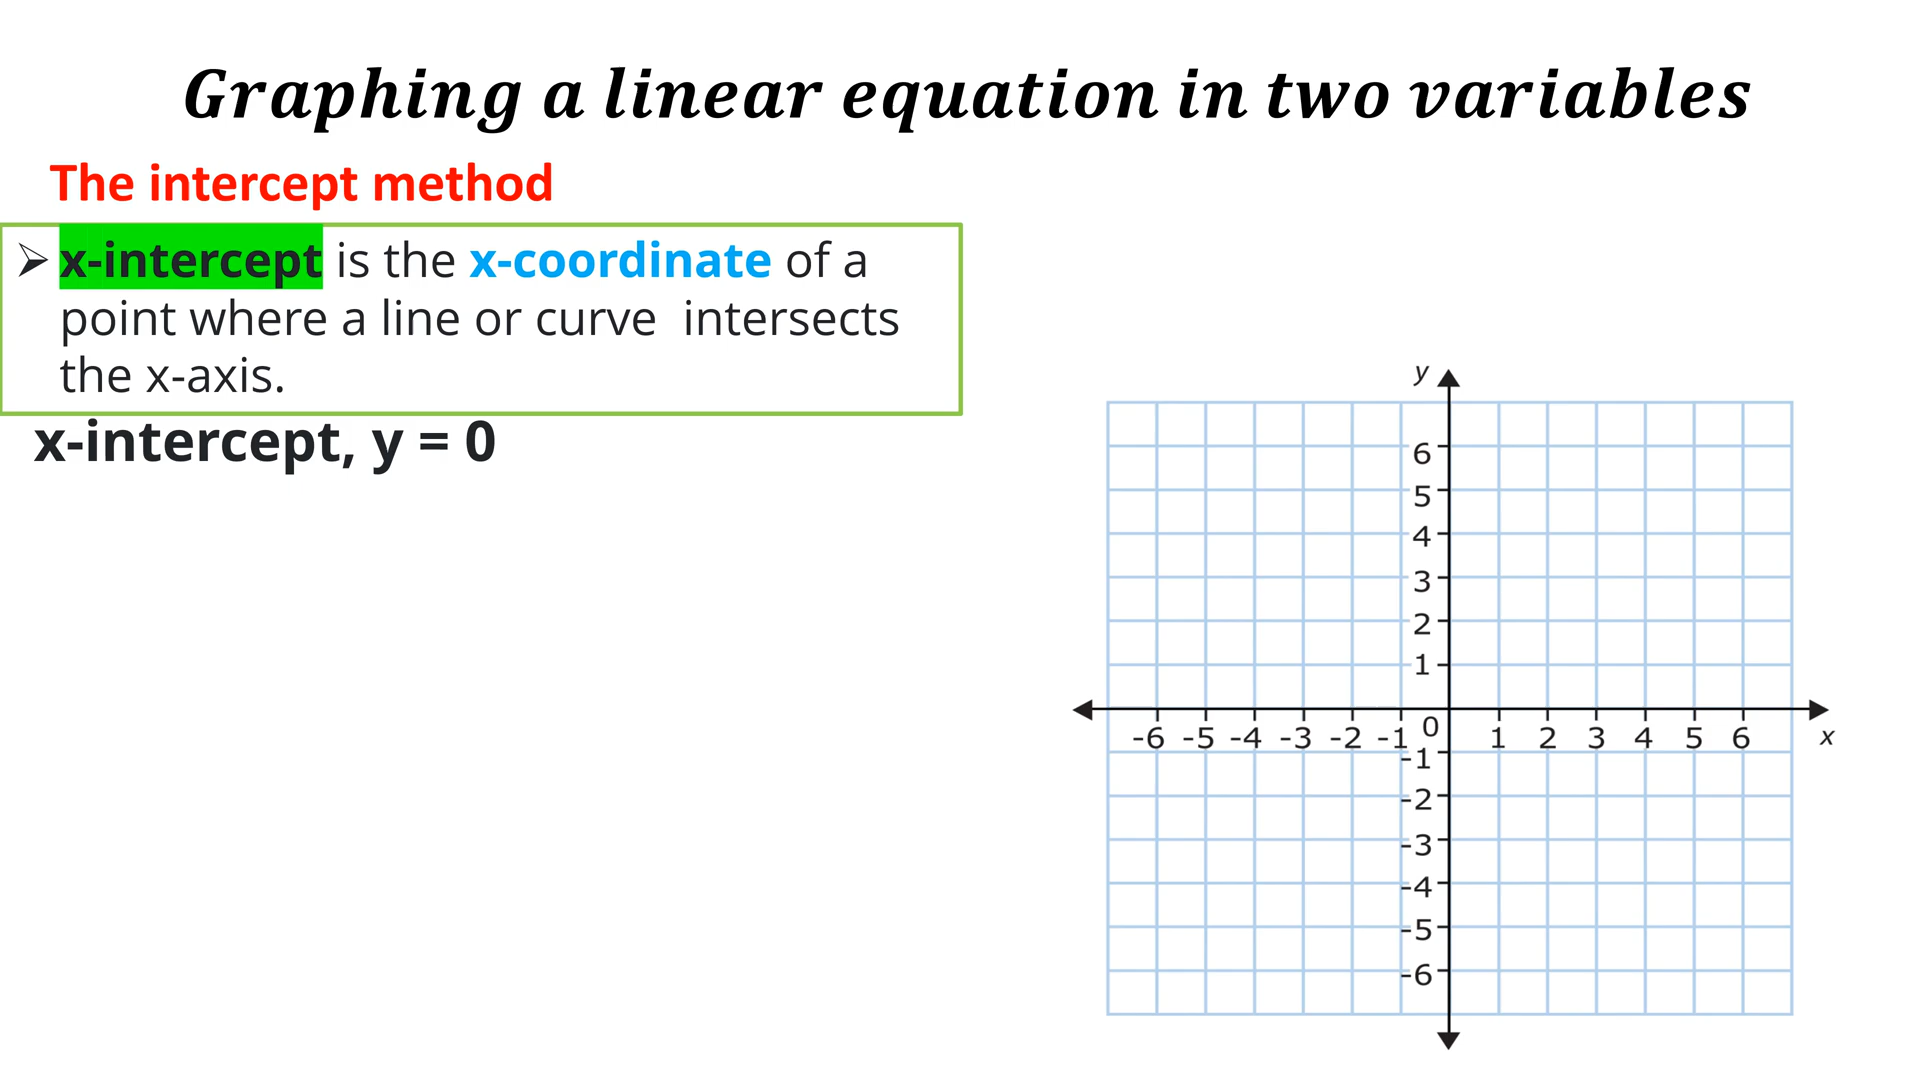 Graphing a linear equation in two variables
The intercept method
➢ x-intercept is the x-coordinate of a
point where a line or curve  intersects
the x-axis.
x-intercept, y = 0
y
6
5
4
3
2
1
-6 -5 -4 -3 -2 -1 0 1 2 3 4 5 6 x
-1
-2
-3
-4
-5
-6